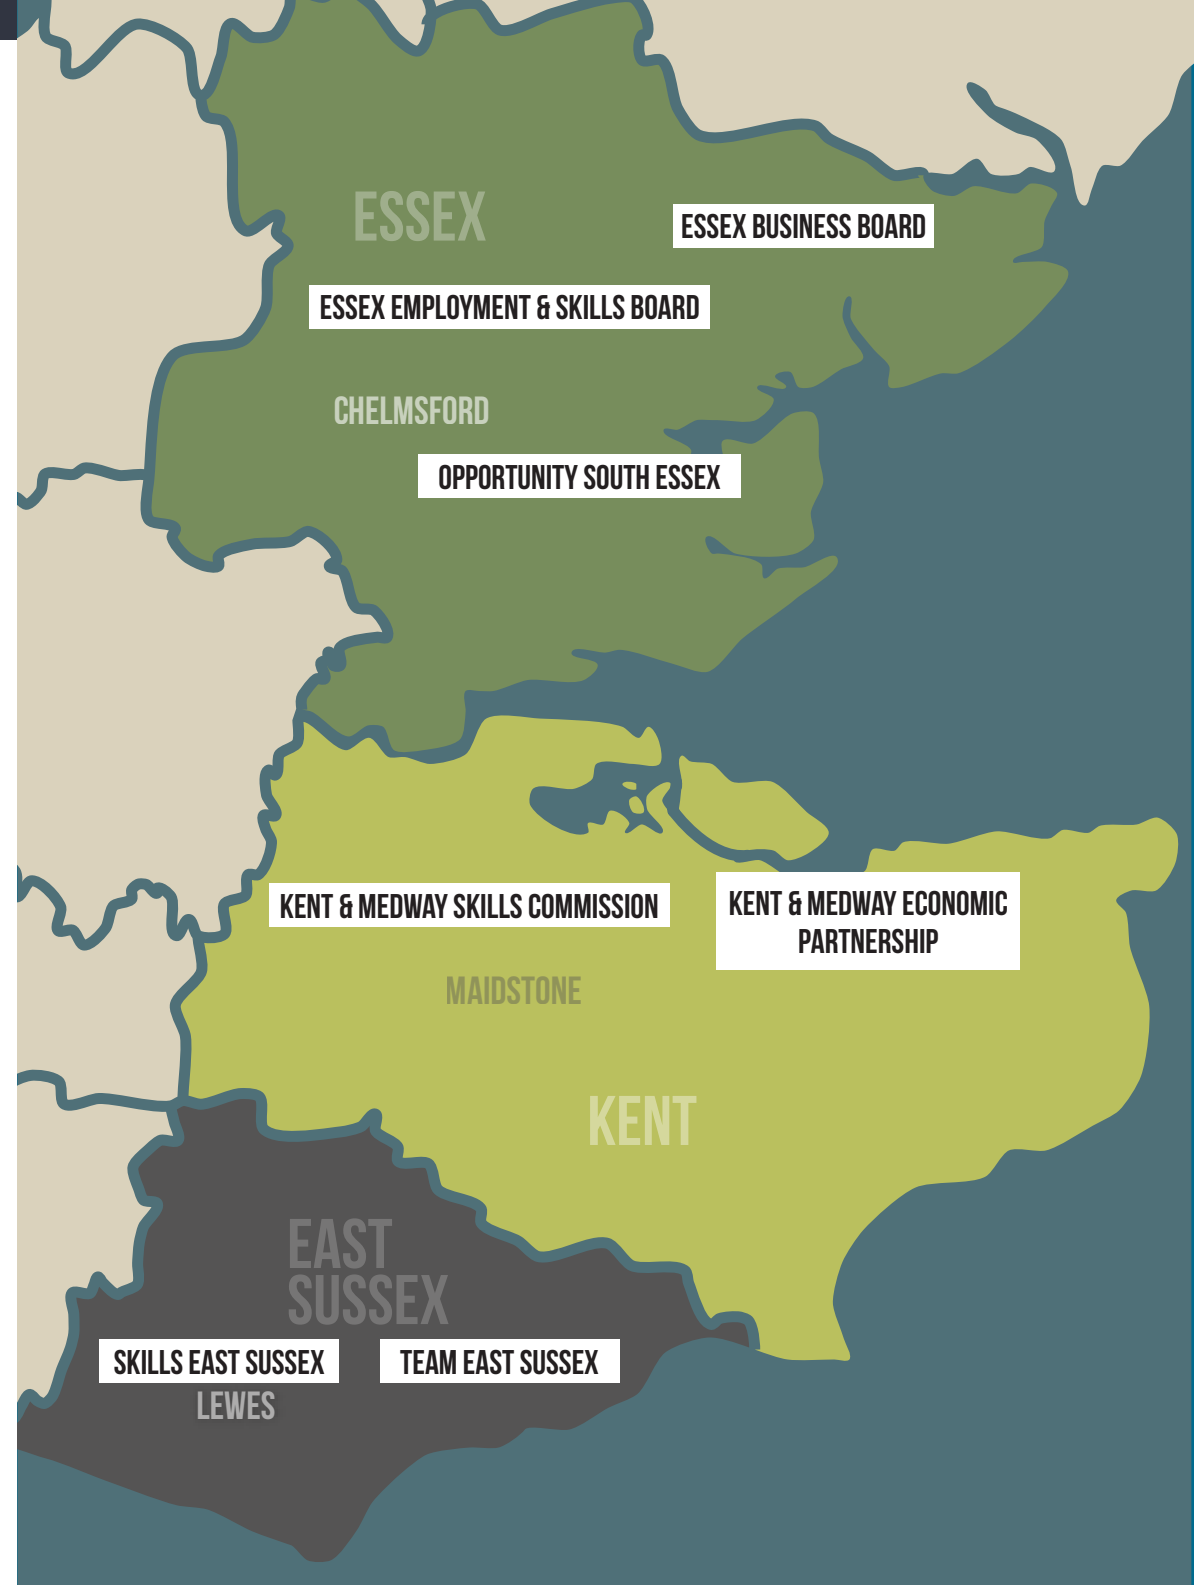 ESSEX
ESSEX BUSINESS BOARD
ESSEX EMPLOYMENT & SKILLS BOARD
CHELMSFORD
OPPORTUNITY SOUTH ESSEX
KENT & MEDWAY SKILLS COMMISSION
KENT & MEDWAY ECONOMIC
PARTNERSHIP
MAIDSTONE
KENT
EAST
SUSSEX
SKILLS EAST SUSSEX
TEAM EAST SUSSEX
LEWES